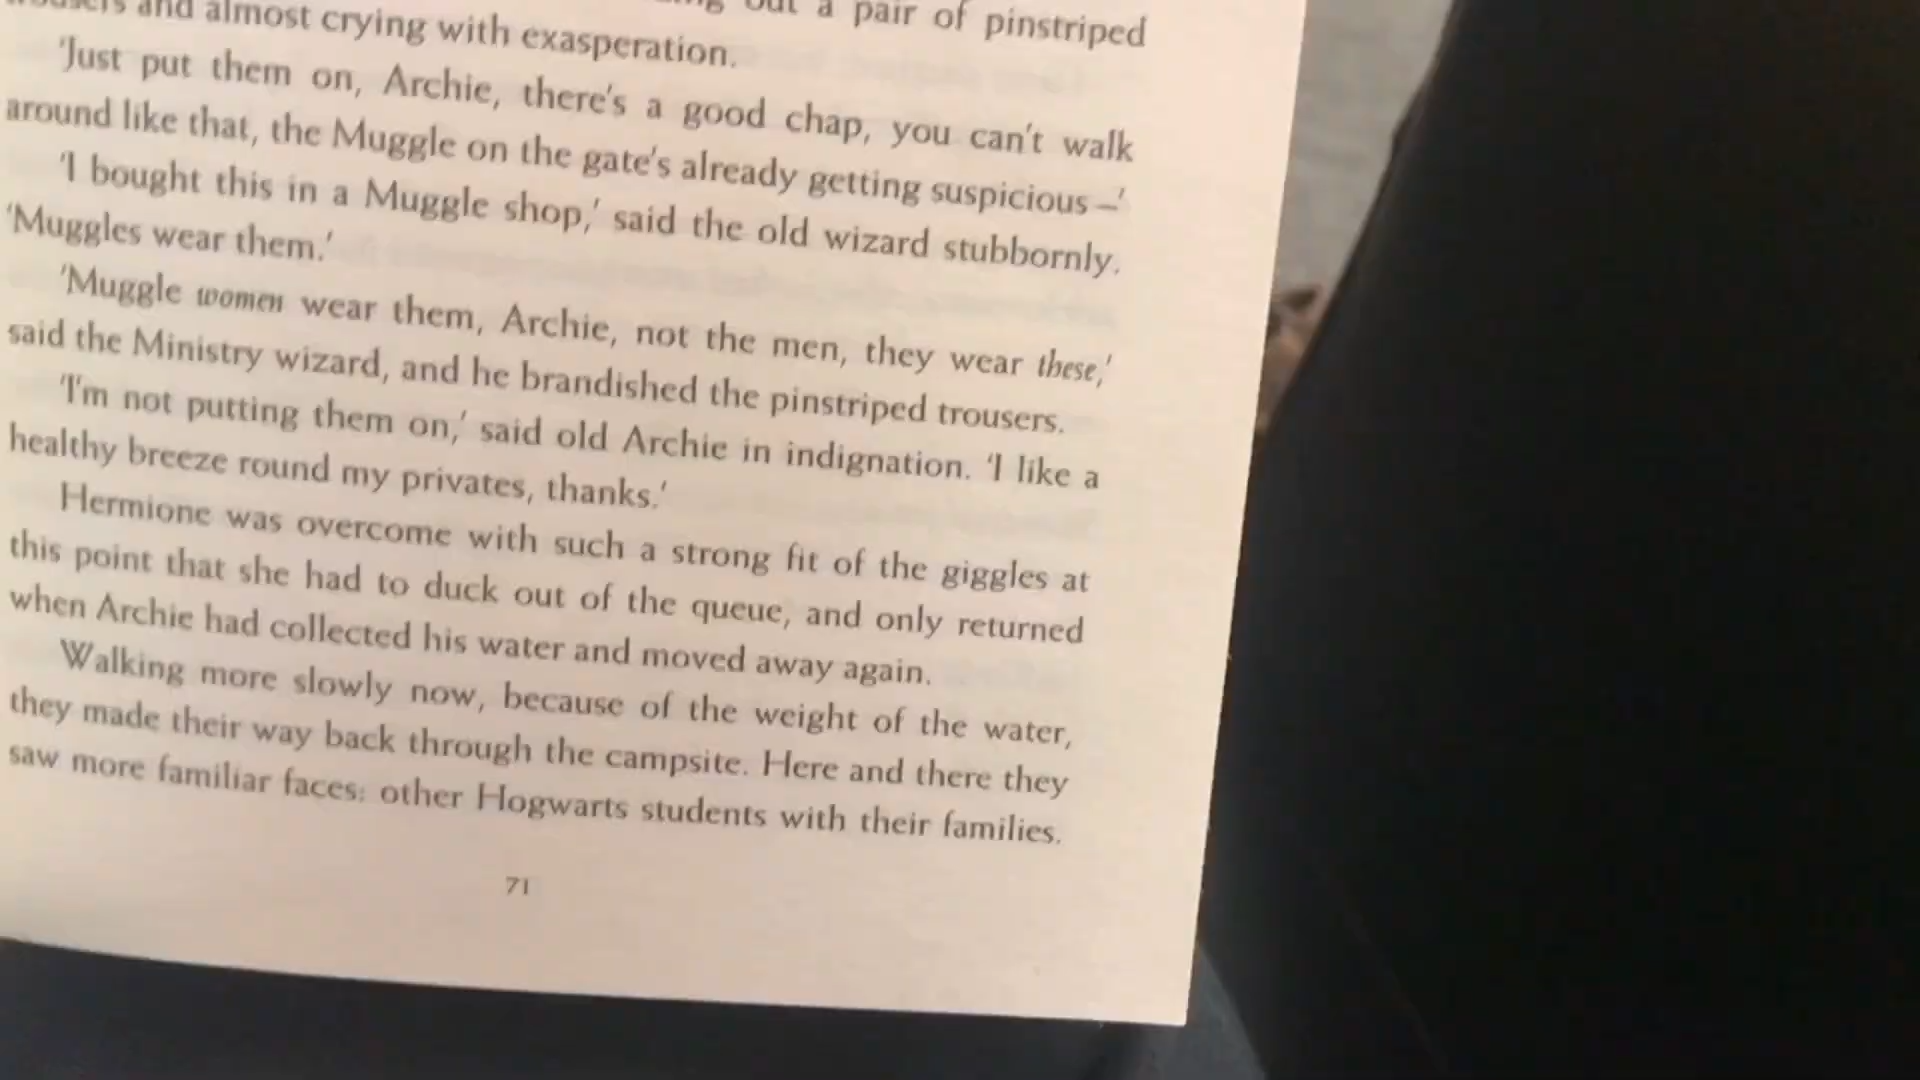 and almost crying with exasperation.
out a pair of pinstriped
'Just put them on, Archie, there's a good chap, you can't walk
around like that, the Muggle on the gate's already getting suspicious –'
'I bought this in a Muggle shop,' said the old wizard stubbornly.
'Muggles wear them.'
'Muggle women wear them, Archie, not the men, they wear these,'
said the Ministry wizard, and he brandished the pinstriped trousers.
'I'm not putting them on,' said old Archie in indignation. 'I like a
healthy breeze round my privates, thanks.'
Hermione was overcome with such a strong fit of the giggles at
this point that she had to duck out of the queue, and only returned
when Archie had collected his water and moved away again.
Walking more slowly now, because of the weight of the water,
they made their way back through the campsite. Here and there they
saw more familiar faces: other Hogwarts students with their families.
71